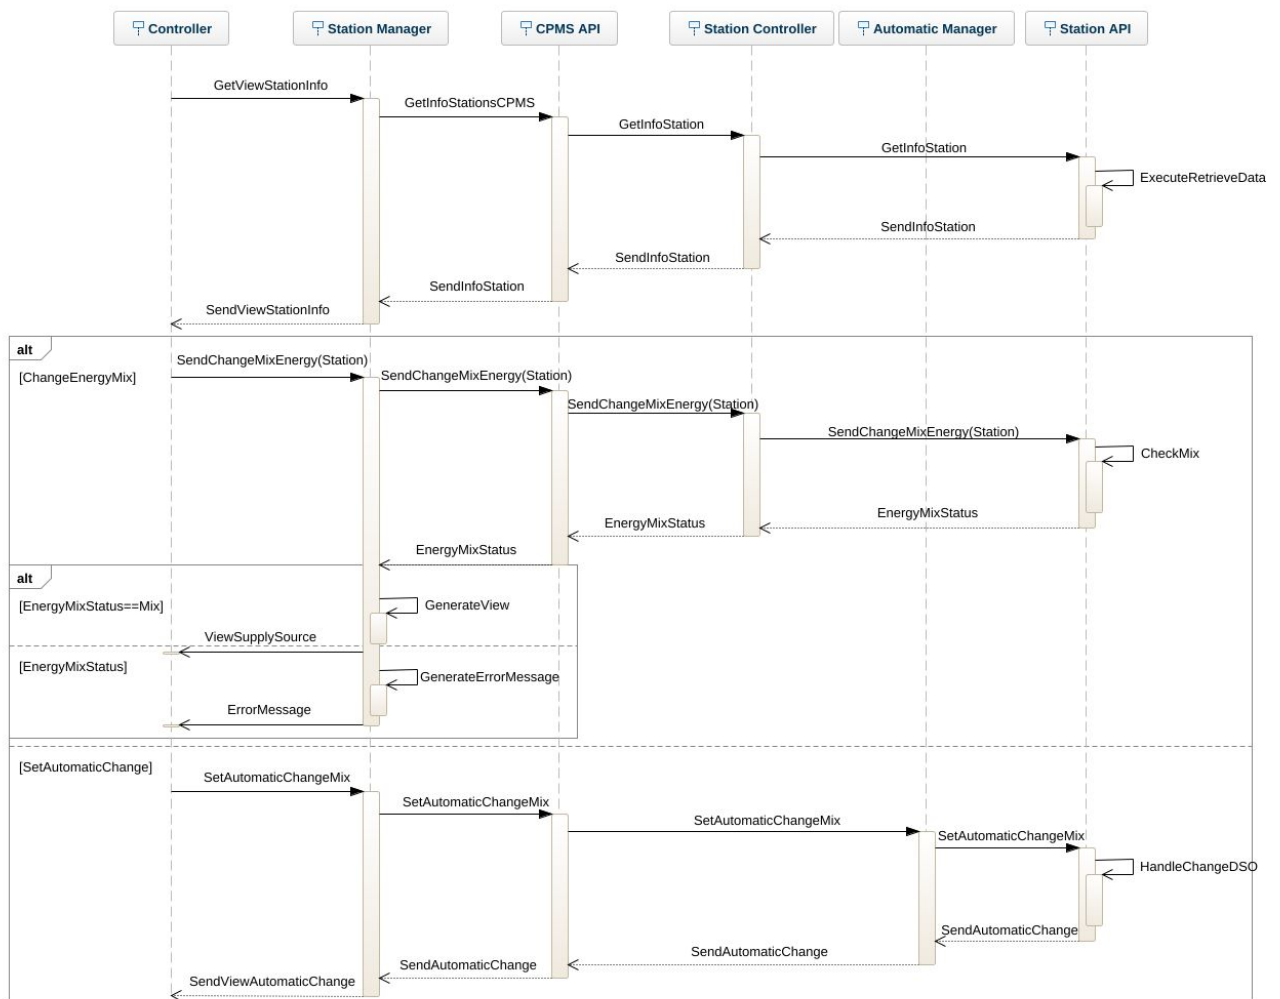 Controller
Station Manager
CPMS API
Station Controller
Automatic Manager
Station API
GetViewStationInfo
GetInfoStationsCPMS
GetInfoStation
GetInfoStation
ExecuteRetrieveData
SendInfoStation
SendInfoStation
SendInfoStation
SendViewStationInfo
alt
[ChangeEnergyMix]
SendChangeMixEnergy(Station)
SendChangeMixEnergy(Station)
SendChangeMixEnergy(Station)
SendChangeMixEnergy(Station)
CheckMix
EnergyMixStatus
EnergyMixStatus
EnergyMixStatus
alt
[EnergyMixStatus==Mix]
GenerateView
ViewSupplySource
[EnergyMixStatus]
GenerateErrorMessage
ErrorMessage
[SetAutomaticChange]
SetAutomaticChangeMix
SetAutomaticChangeMix
SetAutomaticChangeMix
SetAutomaticChangeMix
HandleChangeDSO
SendAutomaticChange
SendAutomaticChange
SendAutomaticChange
SendViewAutomaticChange